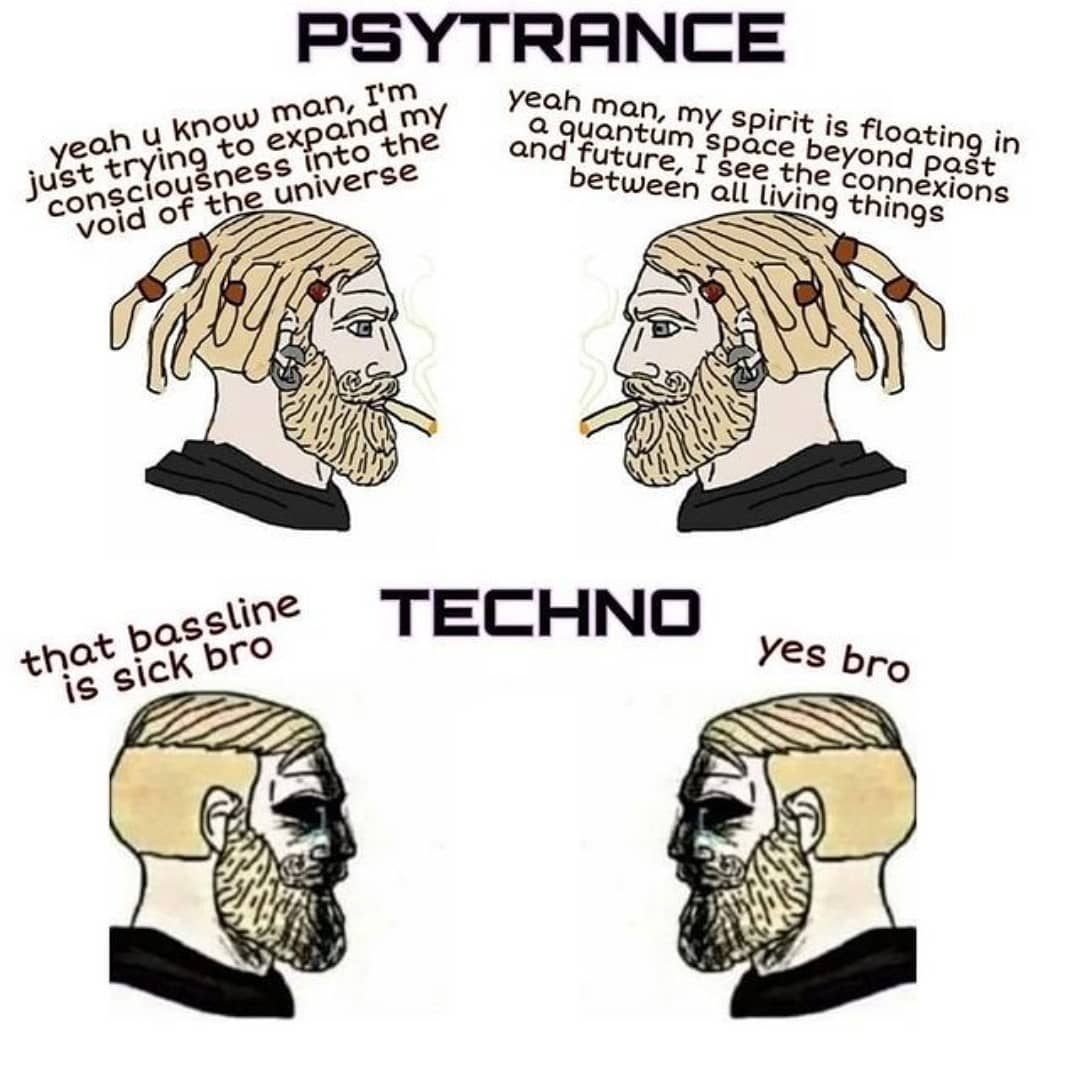 PSYTRANCE
yeah u know man, I'm
just trying to expand my
consciousness into the
void of the universe
yeah man, my spirit is floating in
a quantum space beyond past
and future, I see the connexions
between all living things
TECHNO
that bassline
is sick bro
yes bro